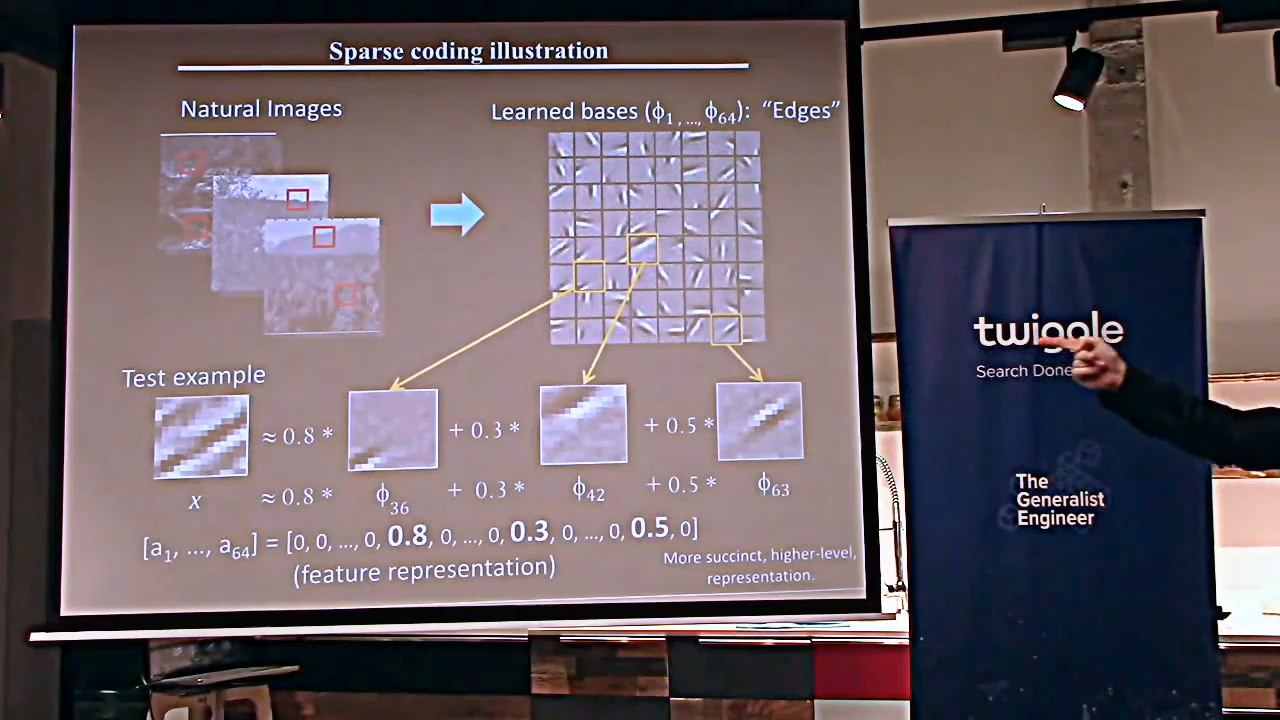 Sparse coding illustration
Natural Images
Learned bases (ϕ1, ..., ϕ64): “Edges”
Test example
≈ 0.8 * + 0.3 * + 0.5 *
x ≈ 0.8 * ϕ36 + 0.3 * ϕ42 + 0.5 * ϕ63
[a1, ..., a64] = [0, 0, ..., 0, 0.8, 0, ..., 0, 0.3, 0, ..., 0, 0.5, 0]
(feature representation)
More succinct, higher-level,
representation.
twiggle
Search Done
The
Generalist
Engineer